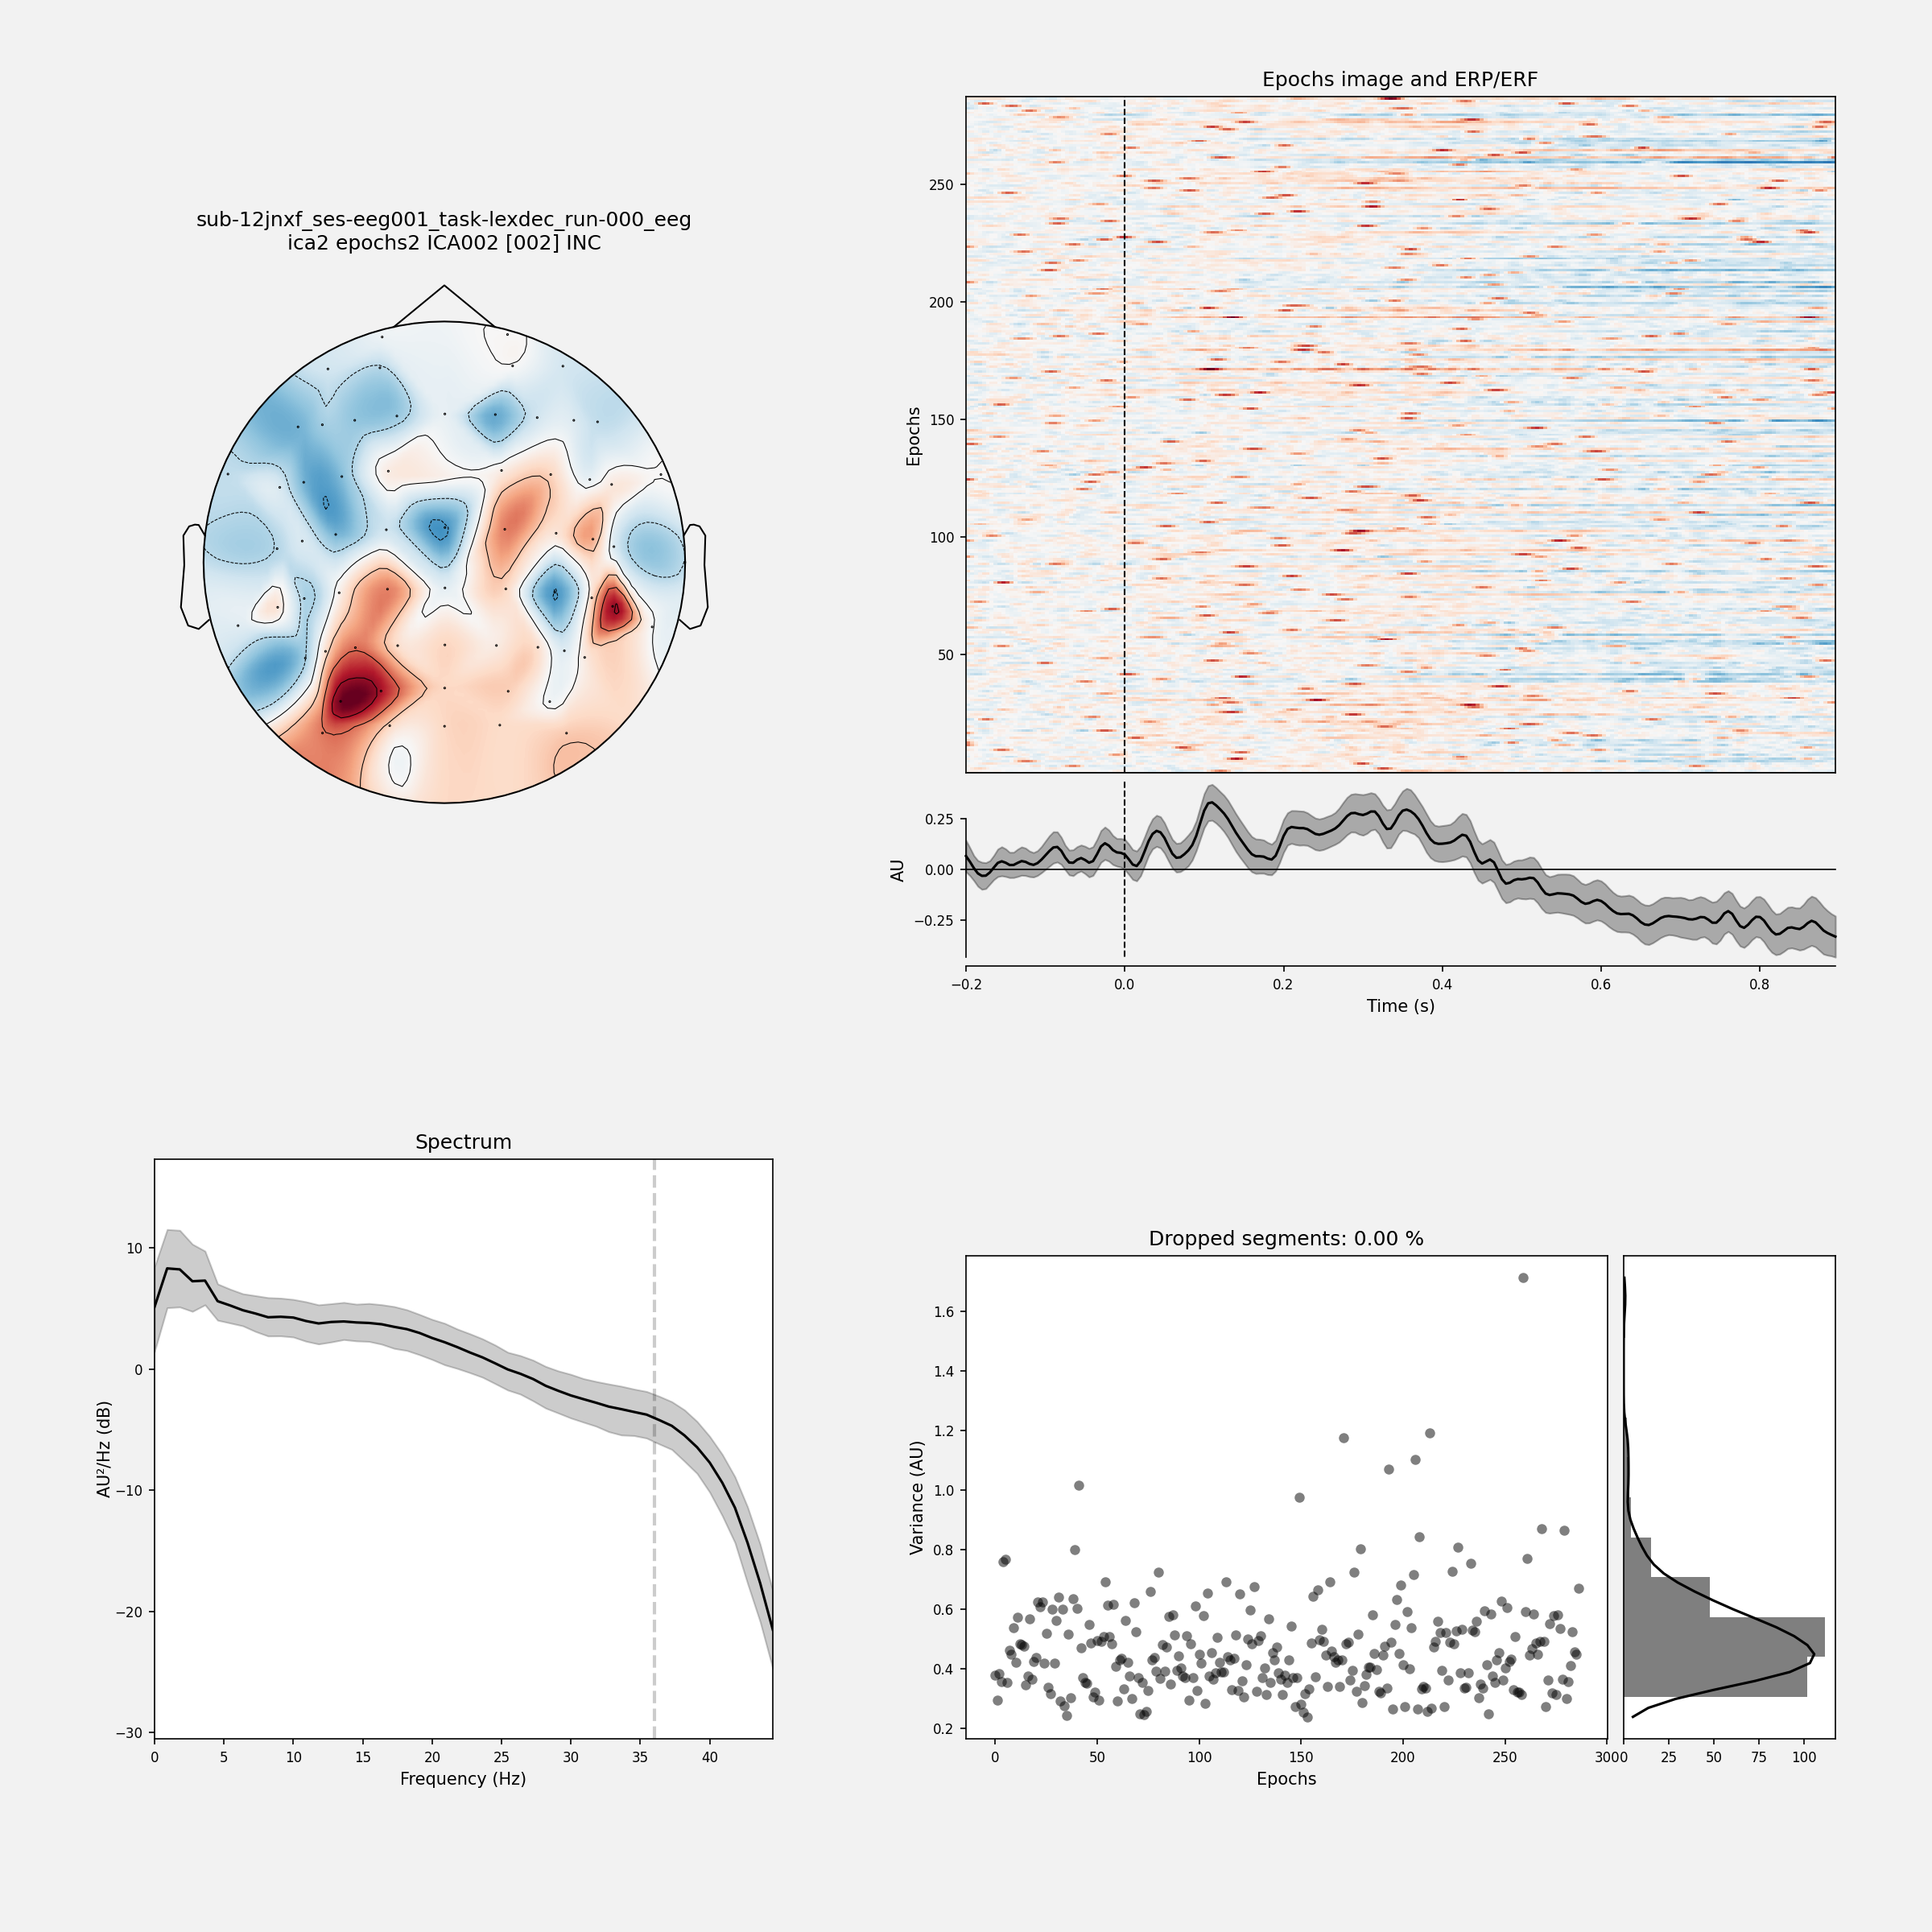 sub-12jnxf_ses-eeg001_task-lexdec_run-000_eeg
ica2 epochs2 ICA002 [002] INC
Epochs image and ERP/ERF
Epochs
250
200
150
100
50
AU
0.25
0.00
−0.25
−0.2 0.0 0.2 0.4 0.6 0.8
Time (s)
Spectrum
AU²/Hz (dB)
10
0
−10
−20
−30
0 5 10 15 20 25 30 35 40
Frequency (Hz)
Dropped segments: 0.00 %
Variance (AU)
1.6
1.4
1.2
1.0
0.8
0.6
0.4
0.2
0 50 100 150 200 250 300
Epochs
0 25 50 75 100